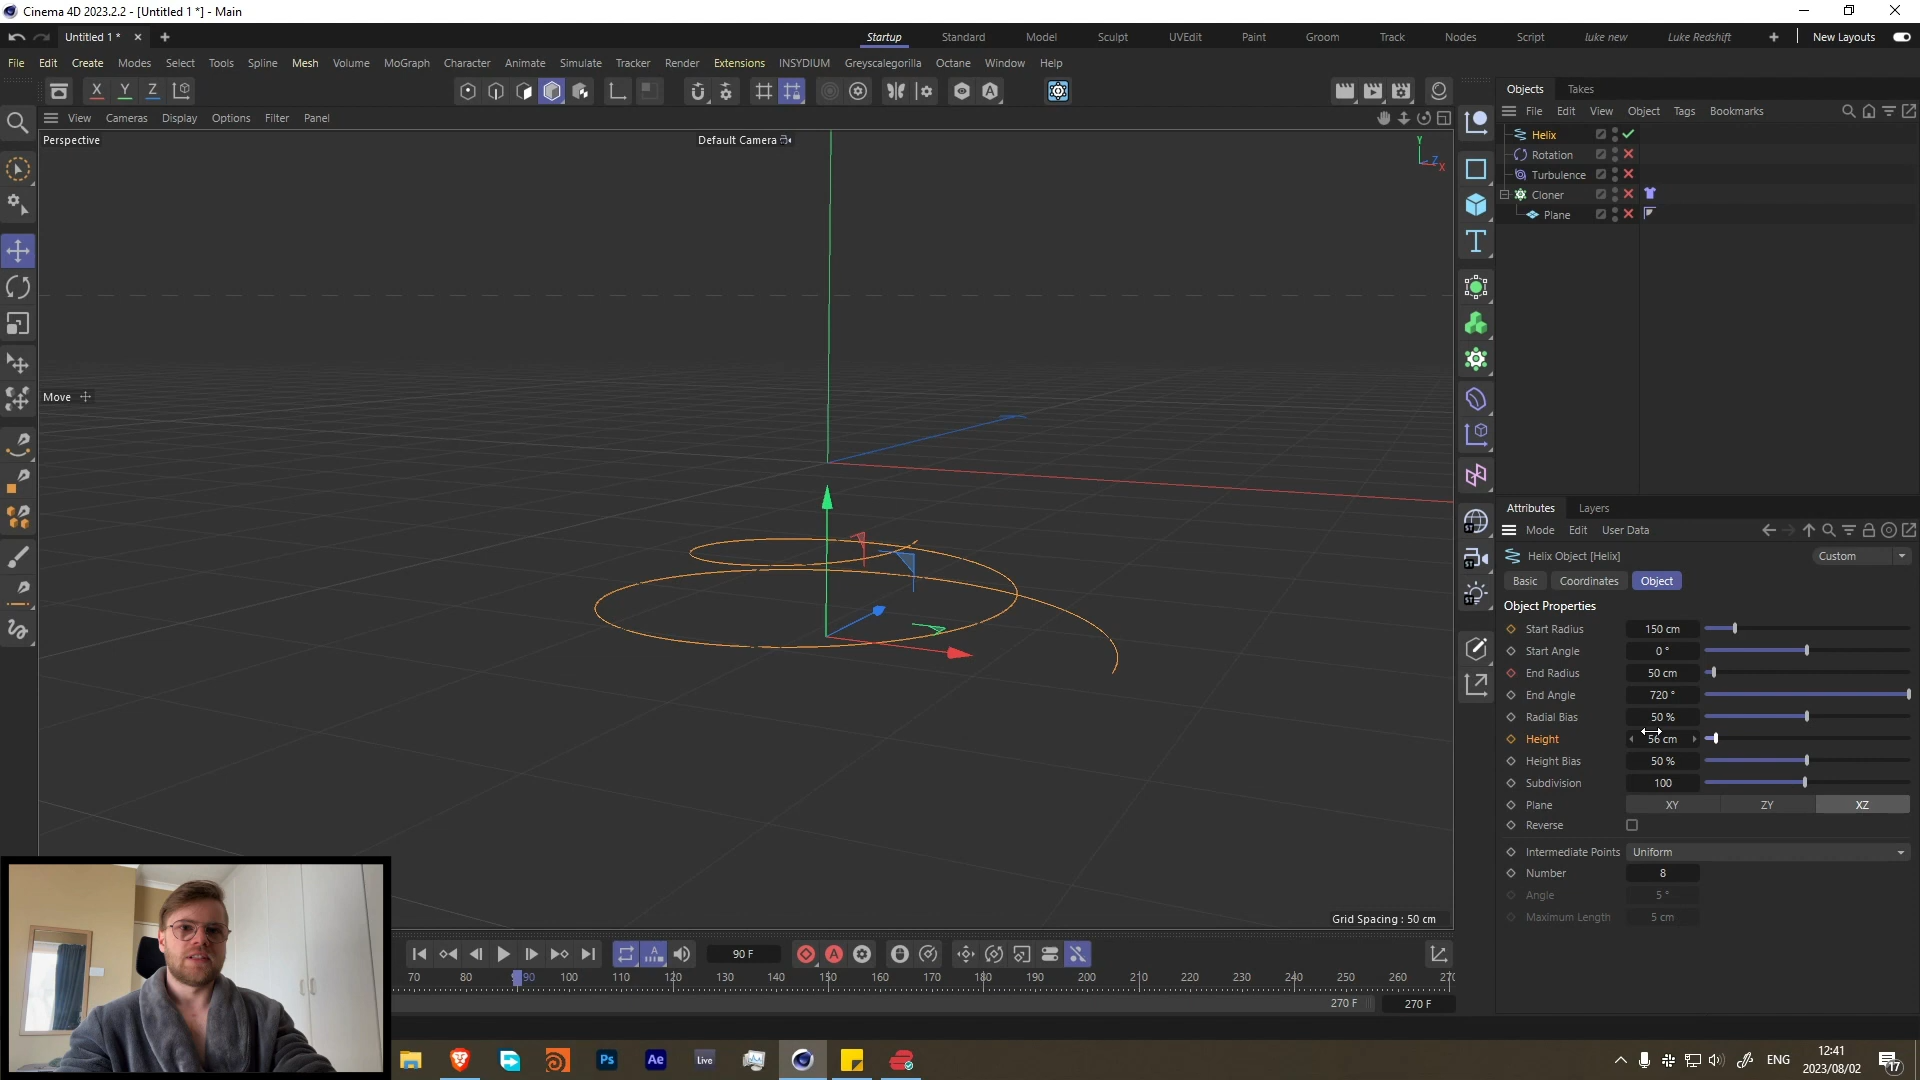 Cinema 4D 2023.2.2 - [Untitled 1 *] - Main
Untitled 1 *
Startup Standard Model Sculpt UVEdit Paint Groom Track Nodes Script luke new Luke Redshift New Layouts
File Edit Create Modes Select Tools Spline Mesh Volume MoGraph Character Animate Simulate Tracker Render Extensions INSYDIUM Greyscalegorilla Octane Window Help
X Y Z
Objects Takes
View Cameras Display Options Filter Panel
File Edit View Object Tags Bookmarks
Perspective
Default Camera
Y
Z
X
Helix
Rotation
Turbulence
Cloner
Plane
Move
Attributes Layers
Mode Edit User Data
Helix Object [Helix]
Custom
Basic Coordinates Object
Object Properties
Start Radius 150 cm
Start Angle 0 °
End Radius 50 cm
End Angle 720 °
Radial Bias 50 %
Height 56 cm
Height Bias 50 %
Subdivision 100
Plane XY ZY XZ
Reverse
Intermediate Points Uniform
Number 8
Angle 5 °
Maximum Length 5 cm
Grid Spacing : 50 cm
90 F
70 80 90 100 110 120 130 140 150 160 170 180 190 200 210 220 230 240 250 260 270
270 F 270 F
Ps Ae Live
ENG
12:41
2023/08/02
17